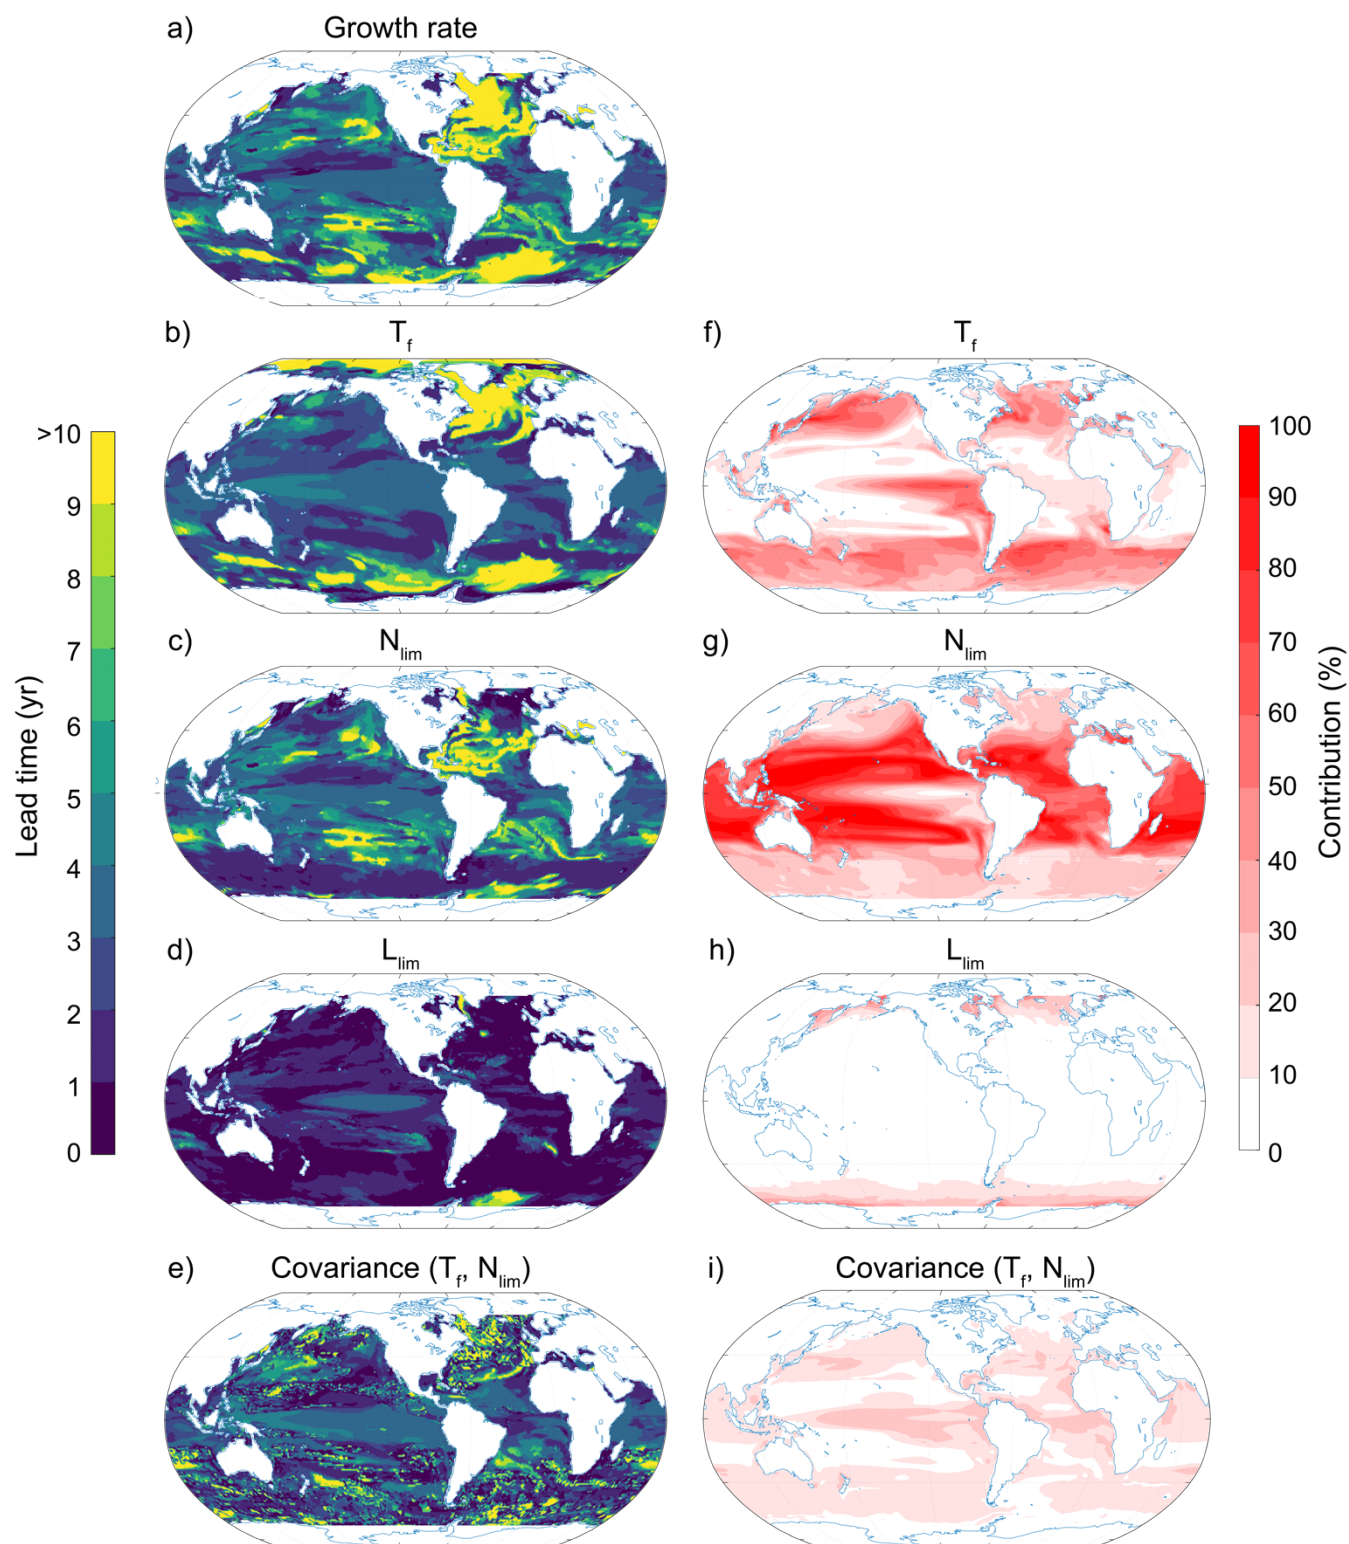 a) Growth rate
b) T_f
f) T_f
c) N_lim
g) N_lim
d) L_lim
h) L_lim
e) Covariance (T_f, N_lim)
i) Covariance (T_f, N_lim)
Lead time (yr)
>10
9
8
7
6
5
4
3
2
1
0
Contribution (%)
100
90
80
70
60
50
40
30
20
10
0